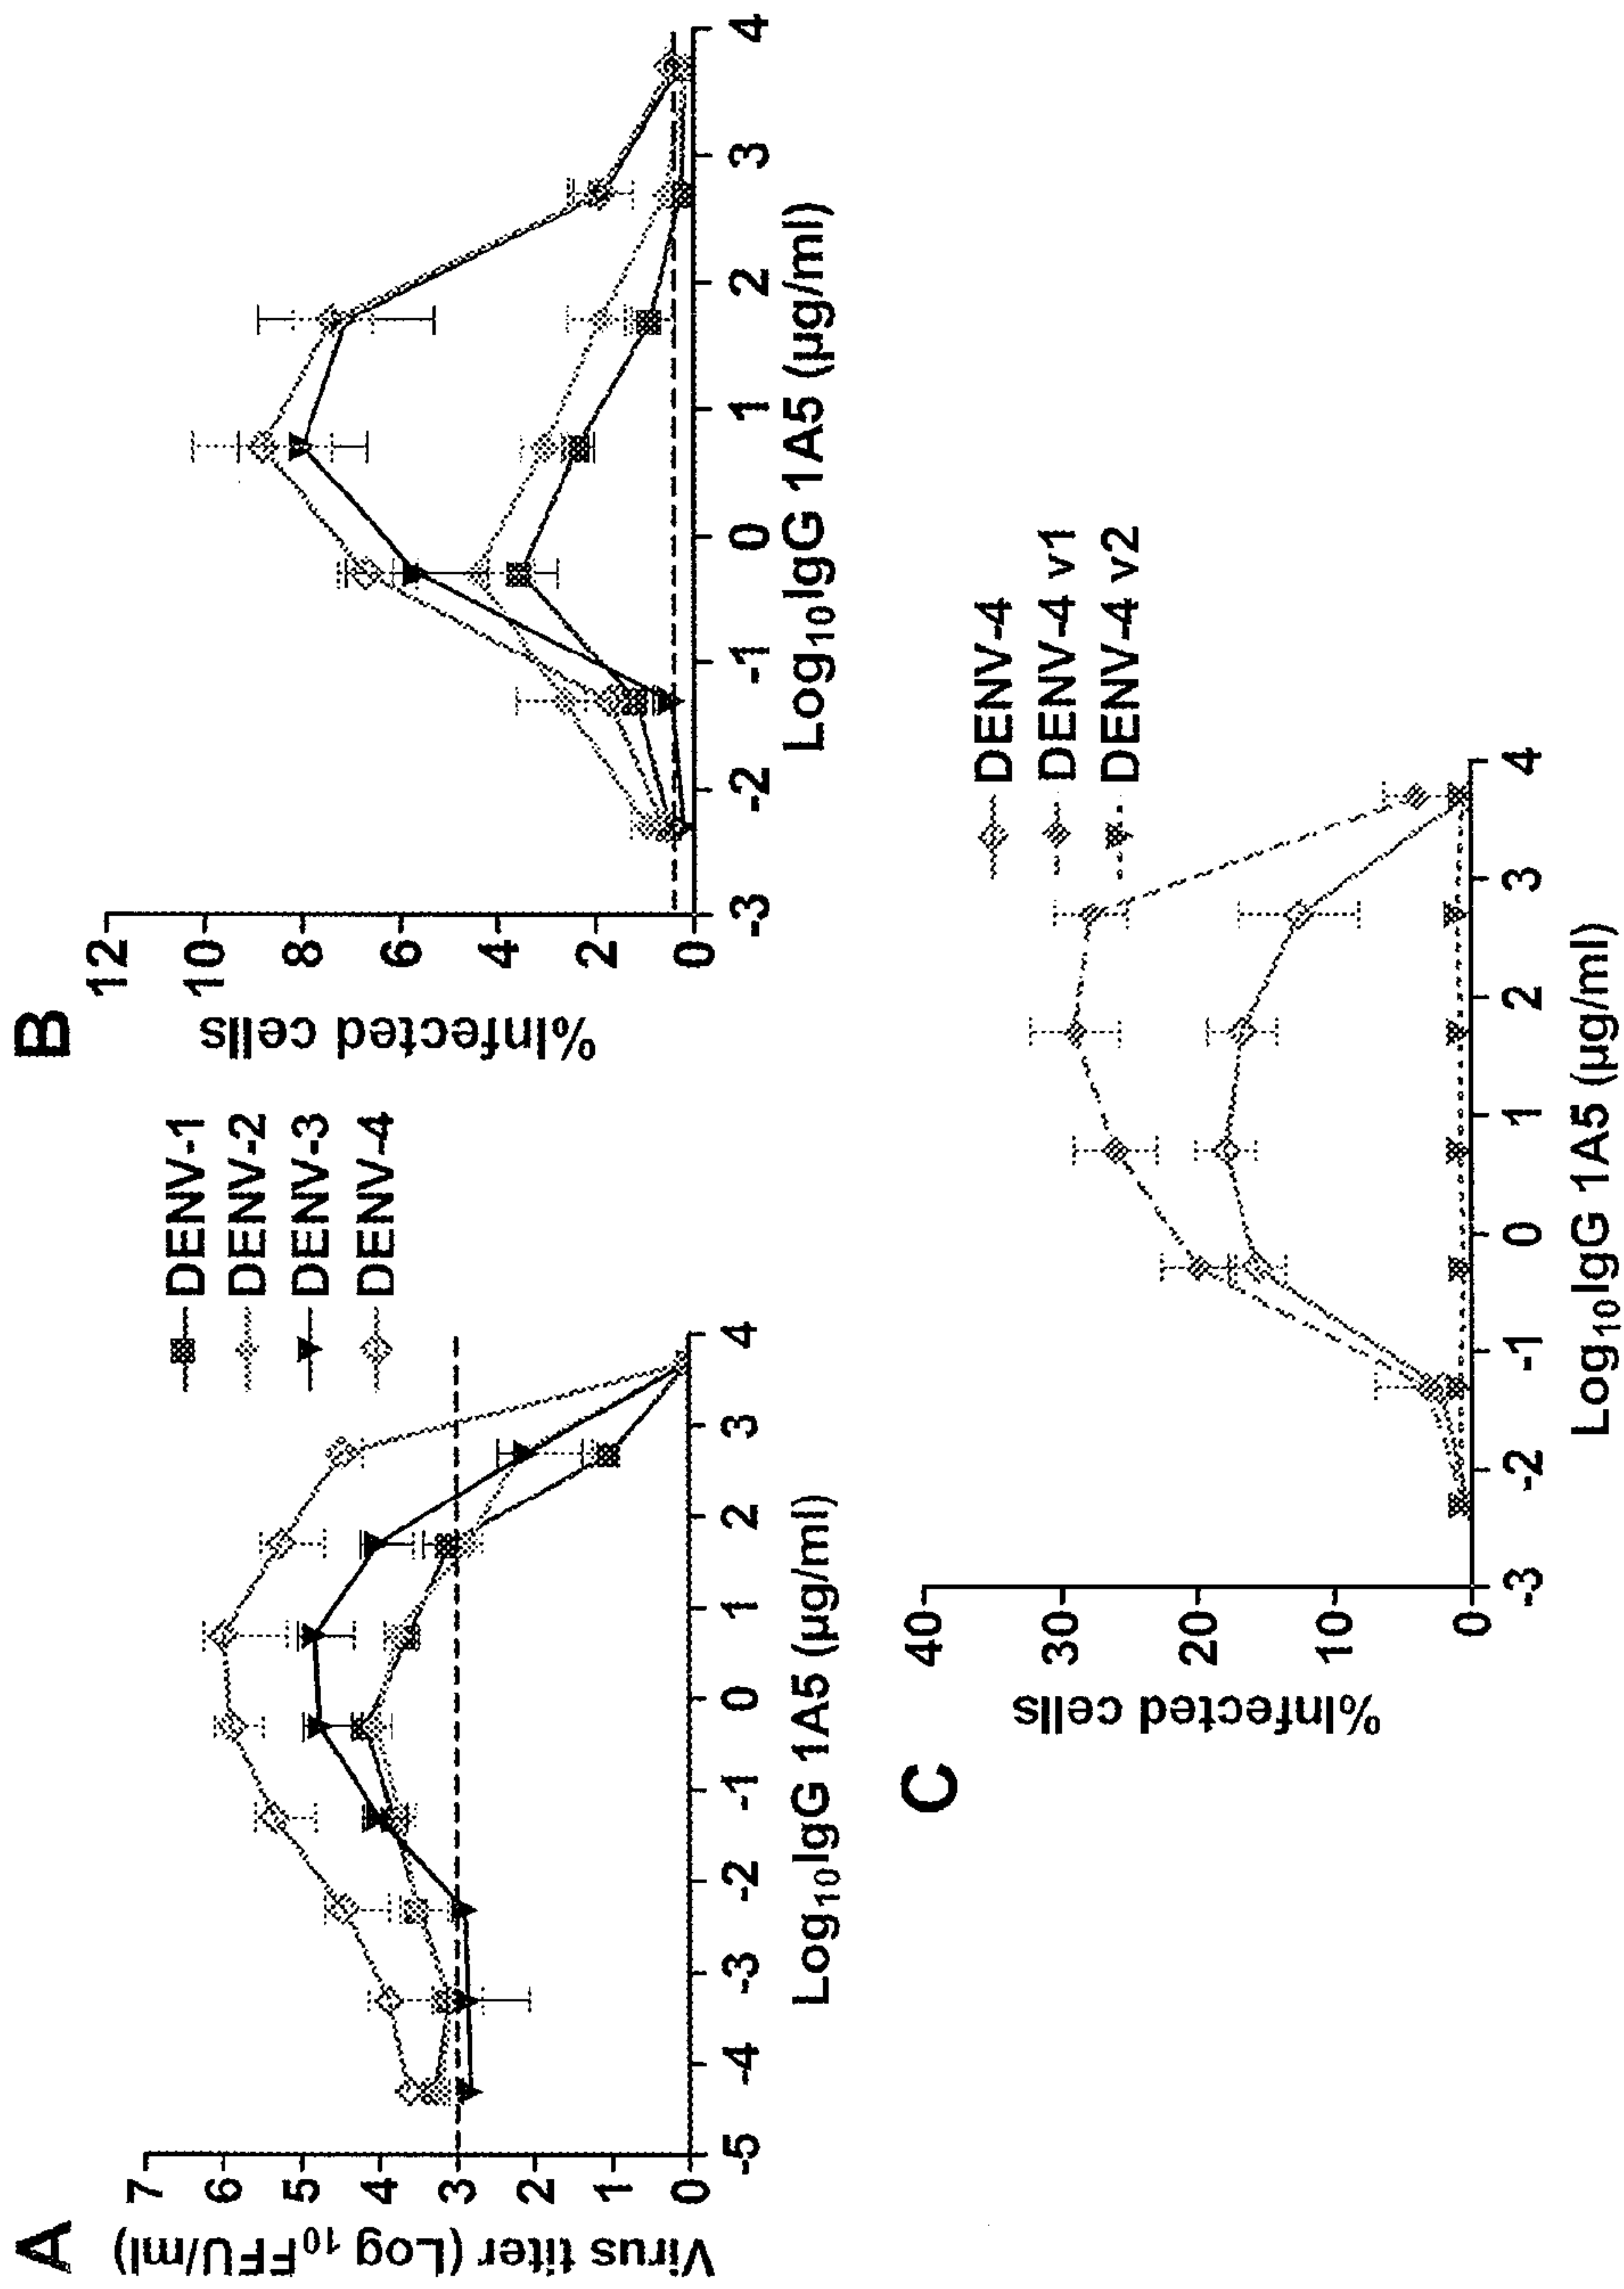 A
Virus titer (Log10FFU/ml)
7
6
5
4
3
2
1
0
-5 -4 -3 -2 -1 0 1 2 3 4
Log10IgG 1A5 (µg/ml)
DENV-1
DENV-2
DENV-3
DENV-4
B
%Infected cells
12
10
8
6
4
2
0
-3 -2 -1 0 1 2 3 4
Log10IgG 1A5 (µg/ml)
C
%Infected cells
40
30
20
10
0
-3 -2 -1 0 1 2 3 4
Log10IgG 1A5 (µg/ml)
DENV-4
DENV-4 v1
DENV-4 v2